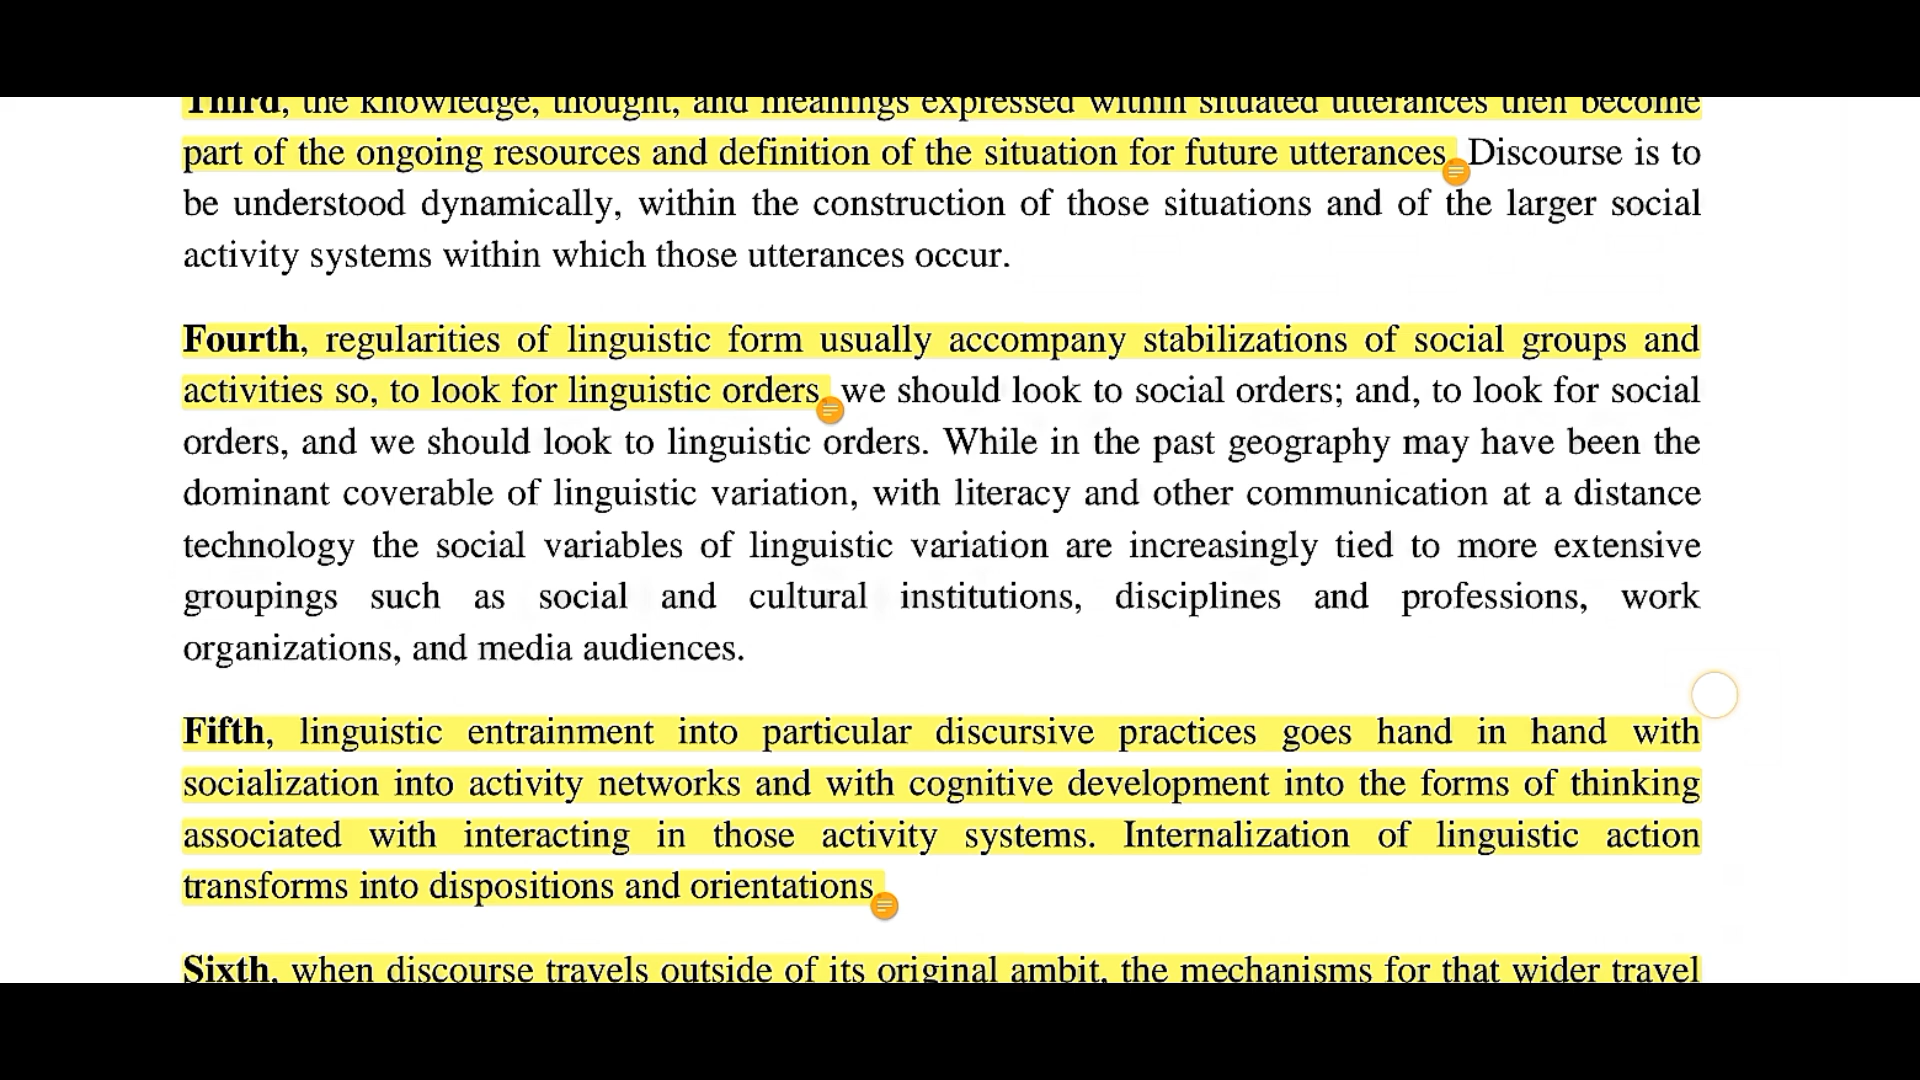 Third, the knowledge, thought, and meanings expressed within situated utterances then become
part of the ongoing resources and definition of the situation for future utterances. Discourse is to
be understood dynamically, within the construction of those situations and of the larger social
activity systems within which those utterances occur.
Fourth, regularities of linguistic form usually accompany stabilizations of social groups and
activities so, to look for linguistic orders, we should look to social orders; and, to look for social
orders, and we should look to linguistic orders. While in the past geography may have been the
dominant coverable of linguistic variation, with literacy and other communication at a distance
technology the social variables of linguistic variation are increasingly tied to more extensive
groupings such as social and cultural institutions, disciplines and professions, work
organizations, and media audiences.
Fifth, linguistic entrainment into particular discursive practices goes hand in hand with
socialization into activity networks and with cognitive development into the forms of thinking
associated with interacting in those activity systems. Internalization of linguistic action
transforms into dispositions and orientations.
Sixth, when discourse travels outside of its original ambit, the mechanisms for that wider travel